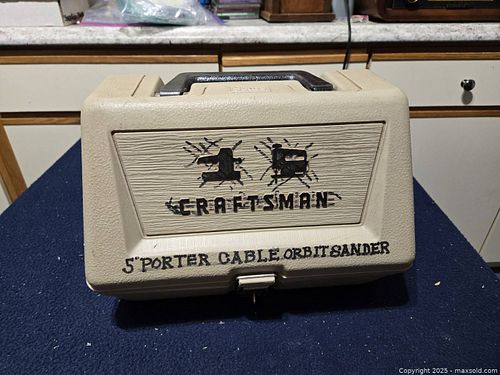 CRAFTSMAN
5" PORTER CABLE ORBIT SANDER
Copyright © 2025 - maxsold.com